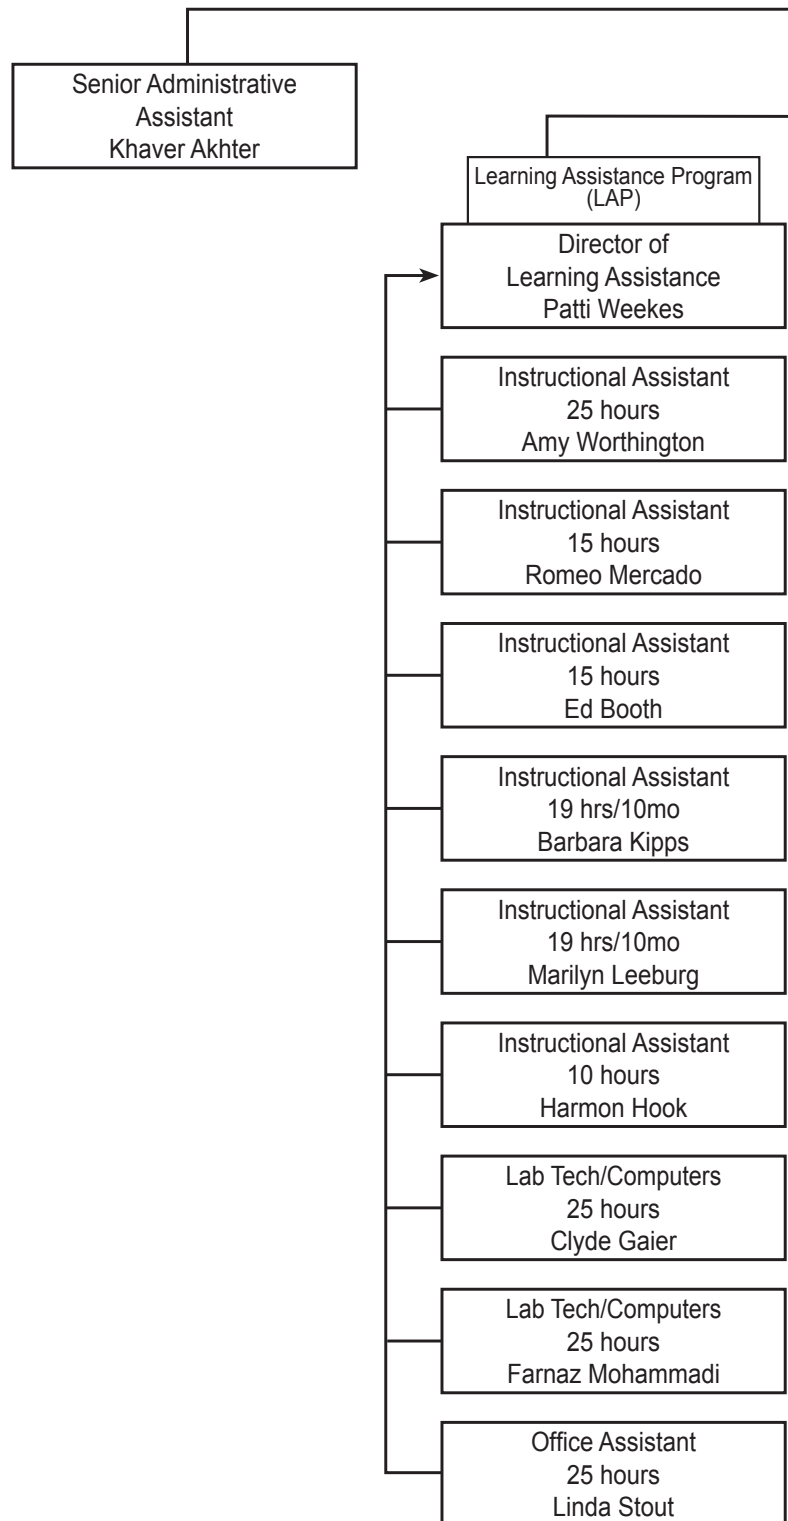 Senior Administrative
Assistant
Khaver Akhter
Learning Assistance Program
(LAP)
Director of
Learning Assistance
Patti Weekes
Instructional Assistant
25 hours
Amy Worthington
Instructional Assistant
15 hours
Romeo Mercado
Instructional Assistant
15 hours
Ed Booth
Instructional Assistant
19 hrs/10mo
Barbara Kipps
Instructional Assistant
19 hrs/10mo
Marilyn Leeburg
Instructional Assistant
10 hours
Harmon Hook
Lab Tech/Computers
25 hours
Clyde Gaier
Lab Tech/Computers
25 hours
Farnaz Mohammadi
Office Assistant
25 hours
Linda Stout